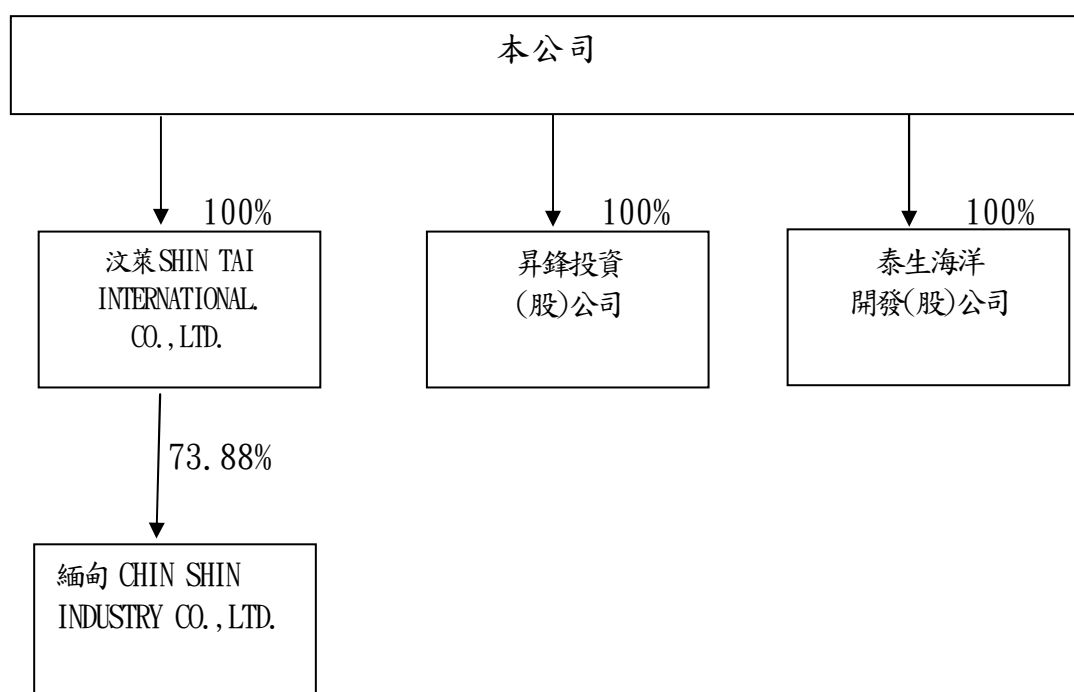 本公司
100%
100%
100%
汶萊SHIN TAI
INTERNATIONAL.
CO.,LTD.
昇鋒投資
(股)公司
泰生海洋
開發(股)公司
73.88%
緬甸 CHIN SHIN
INDUSTRY CO.,LTD.